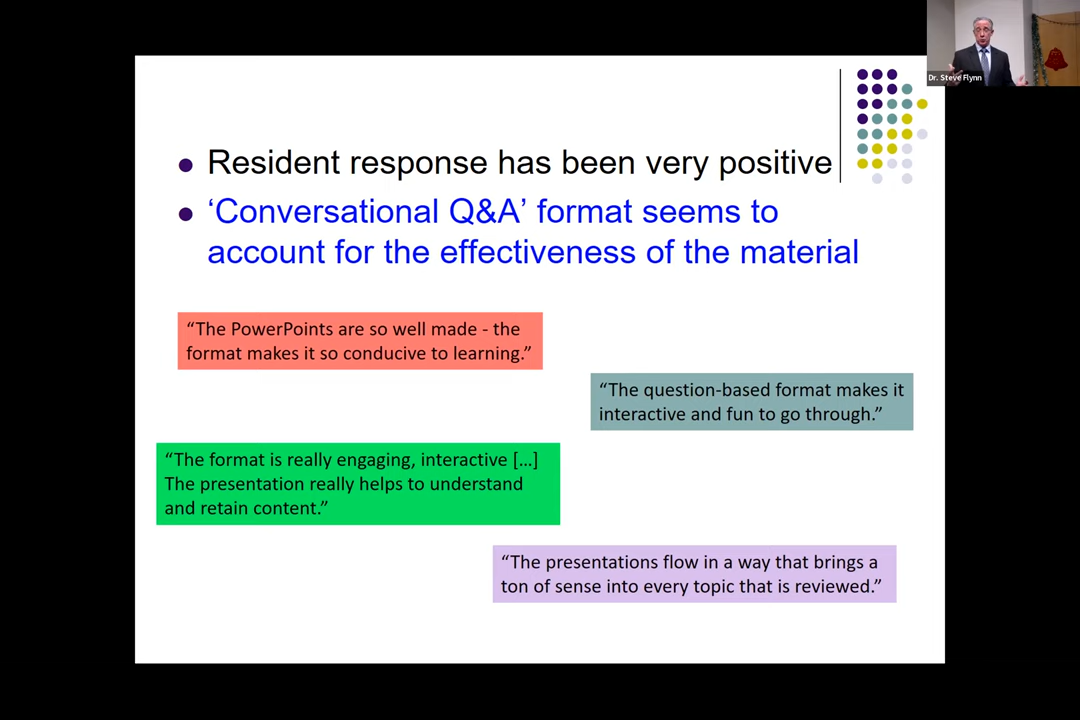 Dr. Steve Flynn
Resident response has been very positive
‘Conversational Q&A’ format seems to
account for the effectiveness of the material
“The PowerPoints are so well made - the
format makes it so conducive to learning.”
“The question-based format makes it
interactive and fun to go through.”
“The format is really engaging, interactive […]
The presentation really helps to understand
and retain content.”
“The presentations flow in a way that brings a
ton of sense into every topic that is reviewed.”